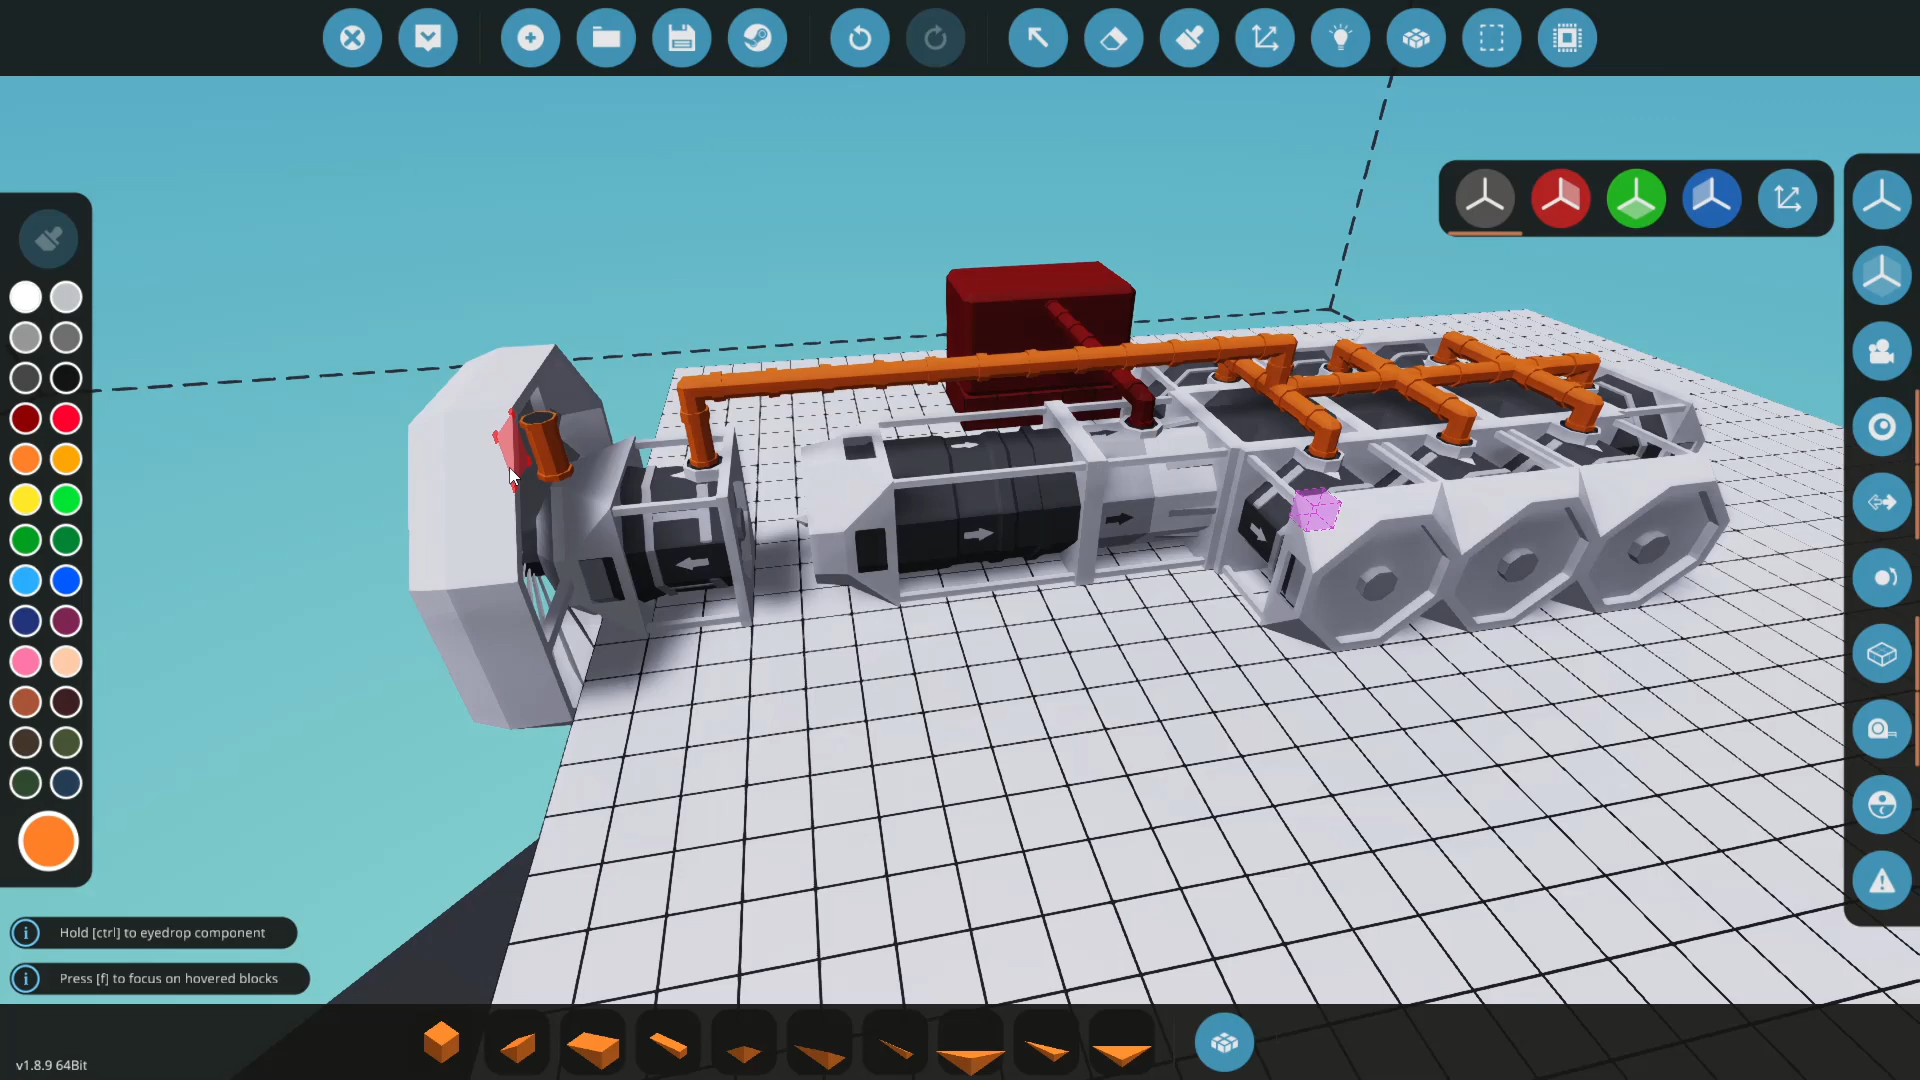 Hold [ctrl] to eyedrop component
Press [f] to focus on hovered blocks
v1.8.9 64Bit